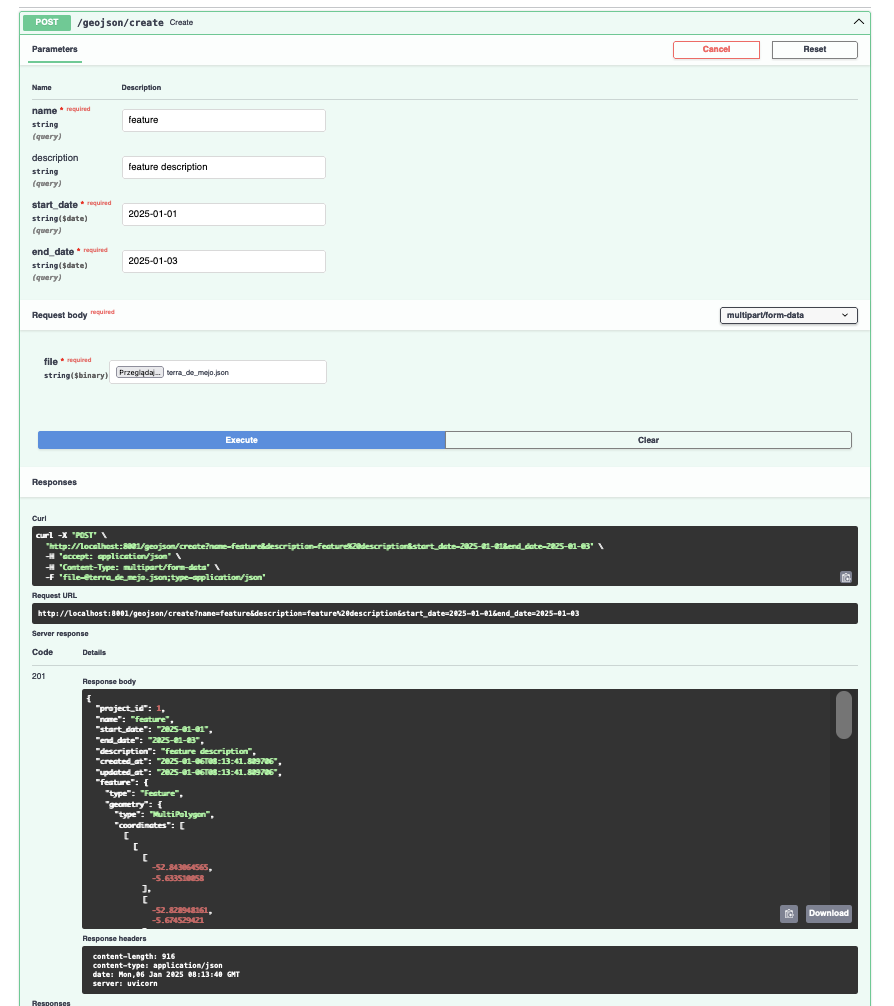 POST /geojson/create Create
Parameters
Cancel
Reset
Name Description
name * required
string
(query)
feature
description
string
(query)
feature description
start_date * required
string($date)
(query)
2025-01-01
end_date * required
string($date)
(query)
2025-01-03
Request body required
multipart/form-data
file * required
string($binary)
Przeglądaj... terra_de_mejo.json
Execute
Clear
Responses
Curl
curl -X 'POST' \
'http://localhost:8001/geojson/create?name=feature&description=feature%20description&start_date=2025-01-01&end_date=2025-01-03' \
-H 'accept: application/json' \
-H 'Content-Type: multipart/form-data' \
-F 'file=@terra_de_mejo.json;type=application/json'
Request URL
http://localhost:8001/geojson/create?name=feature&description=feature%20description&start_date=2025-01-01&end_date=2025-01-03
Server response
Code Details
201
Response body
{
"project_id": 1,
"name": "feature",
"start_date": "2025-01-01",
"end_date": "2025-01-03",
"description": "feature description",
"created_at": "2025-01-06T08:13:41.809706",
"updated_at": "2025-01-06T08:13:41.809706",
"feature": {
"type": "Feature",
"geometry": {
"type": "MultiPolygon",
"coordinates": [
[
[
[
-52.843064565,
-5.633510058
],
[
-52.820948161,
-5.674529421
Download
Response headers
content-length: 916
content-type: application/json
date: Mon,06 Jan 2025 08:13:40 GMT
server: uvicorn
Responses